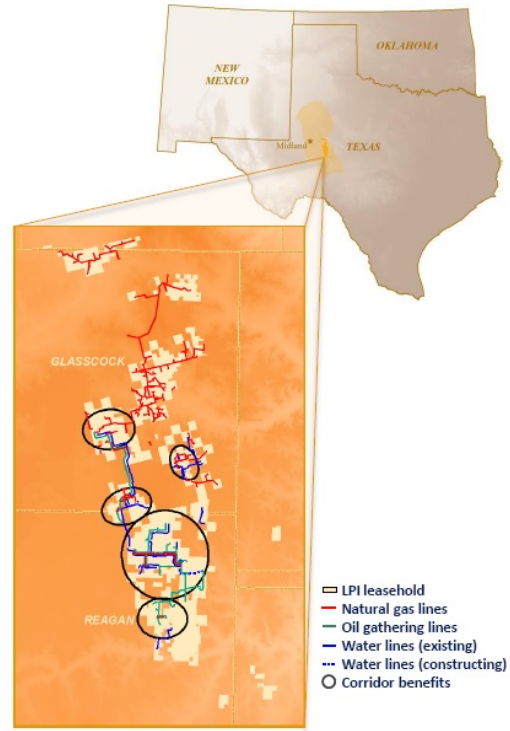 OKLAHOMA
NEW
MEXICO
Midland
TEXAS
GLASSCOCK
REAGAN
LPI leasehold
Natural gas lines
Oil gathering lines
Water lines (existing)
Water lines (constructing)
Corridor benefits